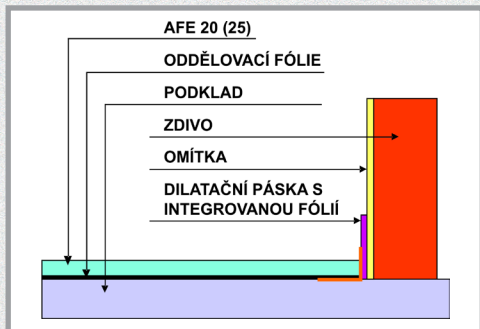 AFE 20 (25)
ODDĚLOVACÍ FÓLIE
PODKLAD
ZDIVO
OMÍTKA
DILATAČNÍ PÁSKA S
INTEGROVANOU FÓLIÍ